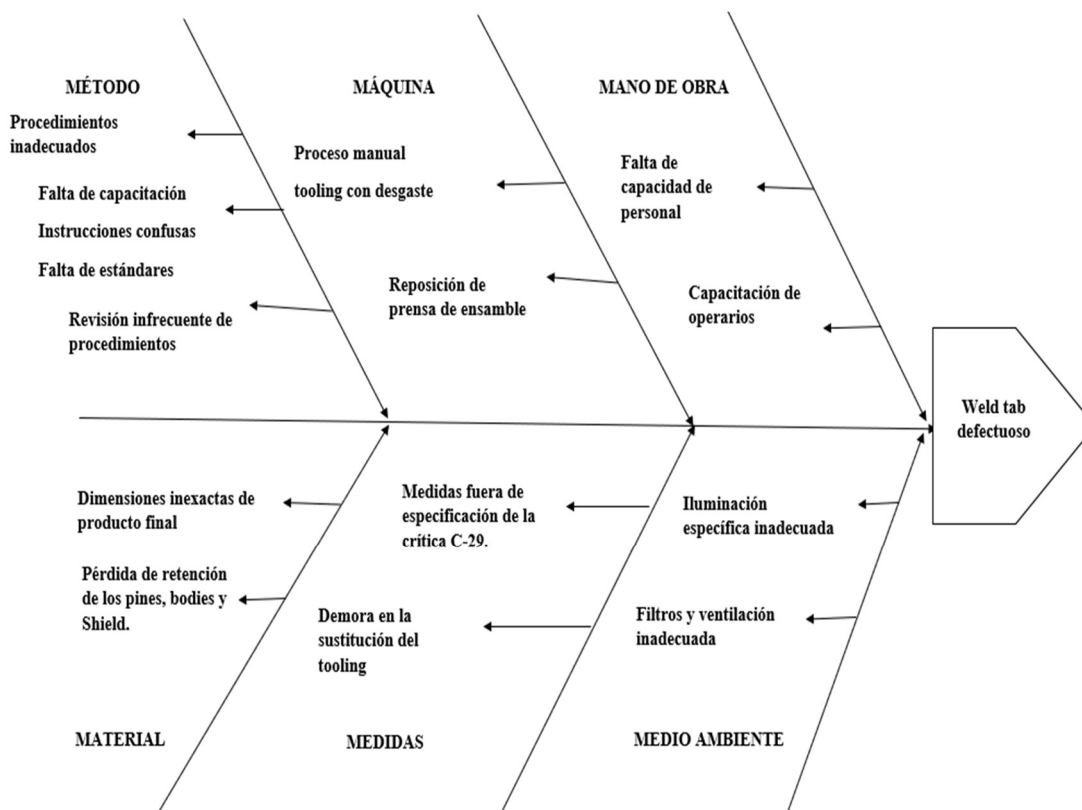 MÉTODO
Procedimientos
inadecuados
Falta de capacitación
Instrucciones confusas
Falta de estándares
Revisión infrecuente de
procedimientos
MÁQUINA
Proceso manual
tooling con desgaste
Reposición de
prensa de ensamble
MANO DE OBRA
Falta de
capacidad de
personal
Capacitación de
operarios
Weld tab
defectuoso
Dimensiones inexactas de
producto final
Pérdida de retención
de los pines, bodies y
Shield.
MATERIAL
Medidas fuera de
especificación de la
crítica C-29.
Demora en la
sustitución del
tooling
MEDIDAS
Iluminación
específica inadecuada
Filtros y ventilación
inadecuada
MEDIO AMBIENTE